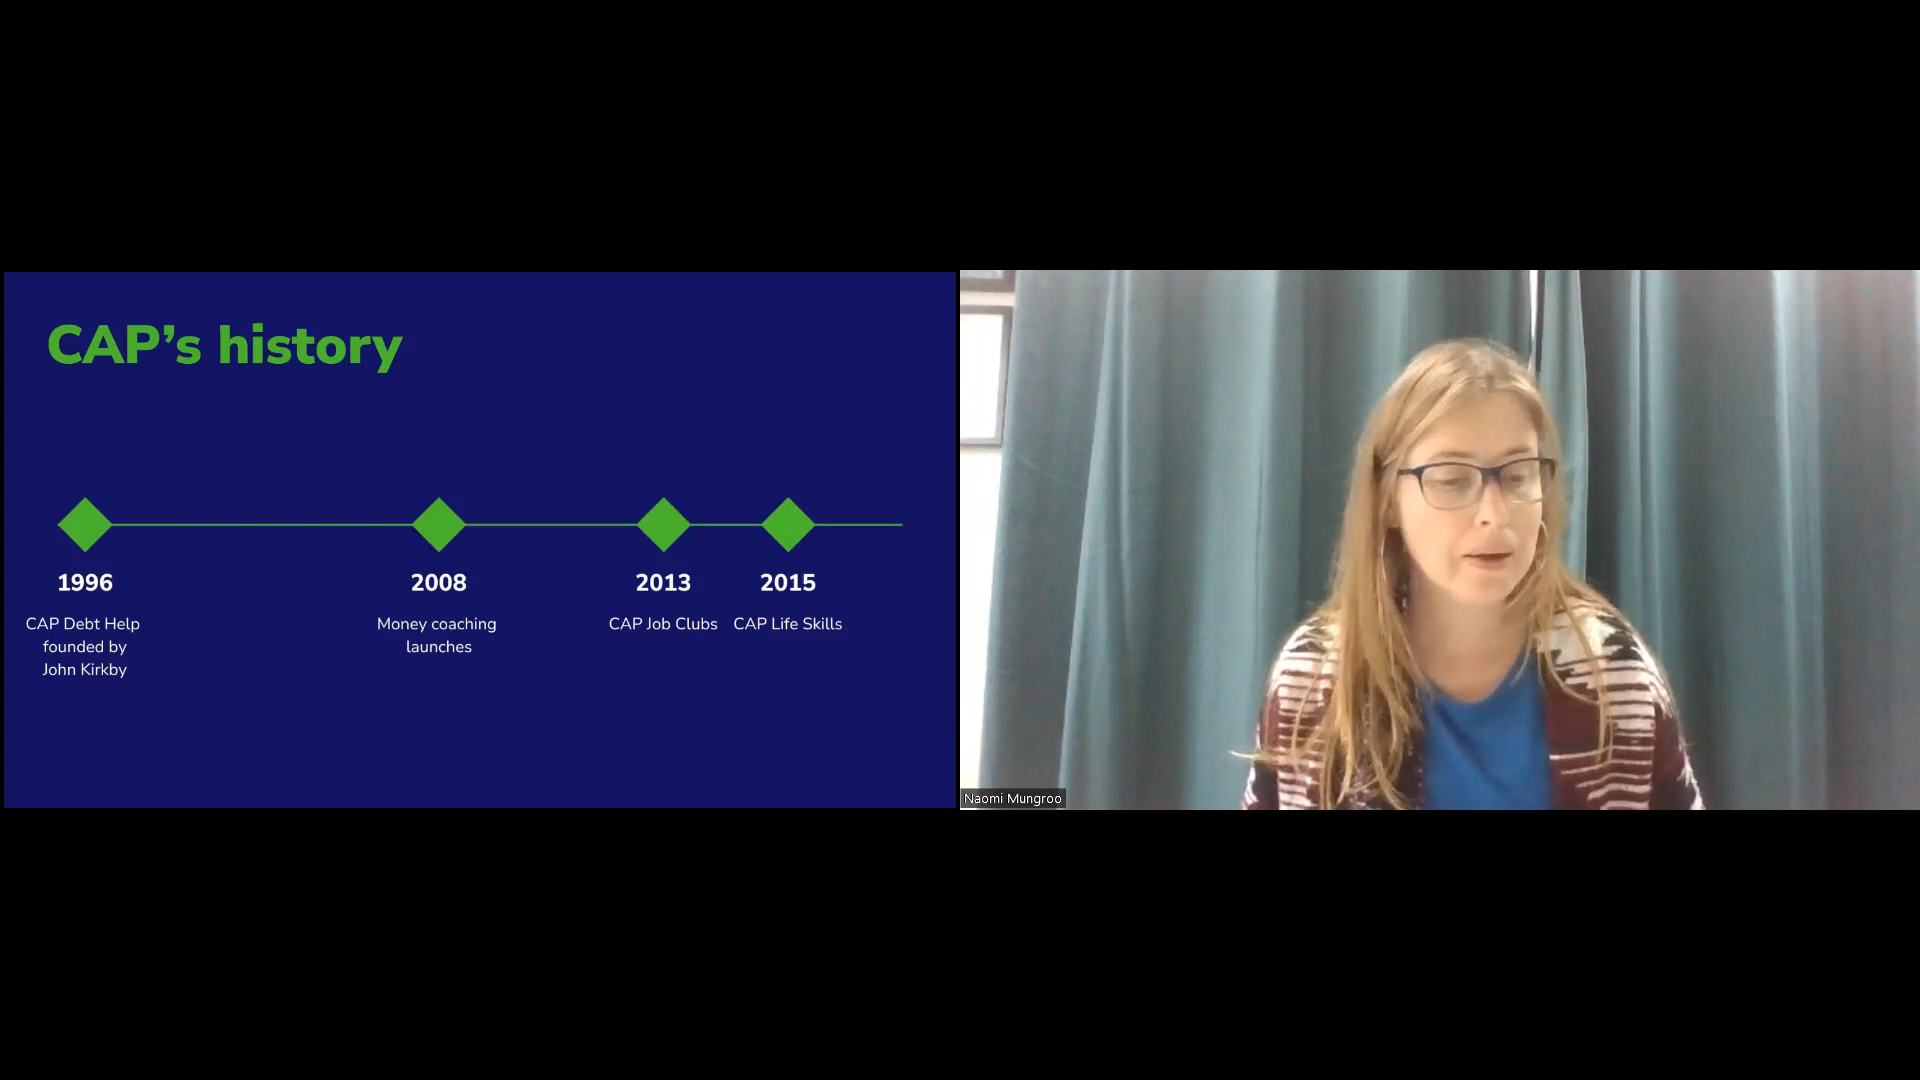 CAP’s history
1996
CAP Debt Help
founded by
John Kirkby
2008
Money coaching
launches
2013
CAP Job Clubs
2015
CAP Life Skills
Naomi Mungroo